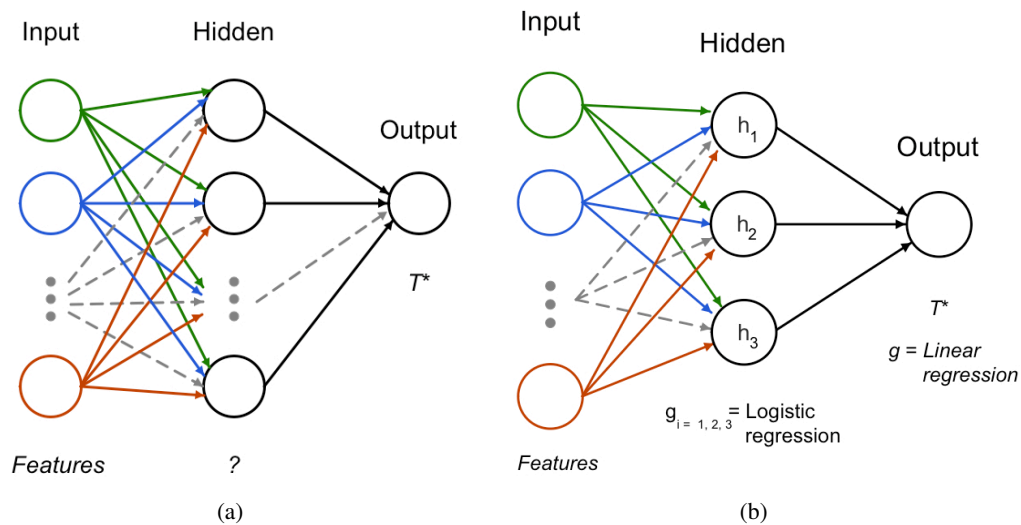 Input
Hidden
Output
T*
Features
?
(a)
Input
Hidden
Output
h1
h2
h3
T*
g = Linear
regression
gi = 1, 2, 3 = Logistic
regression
Features
(b)